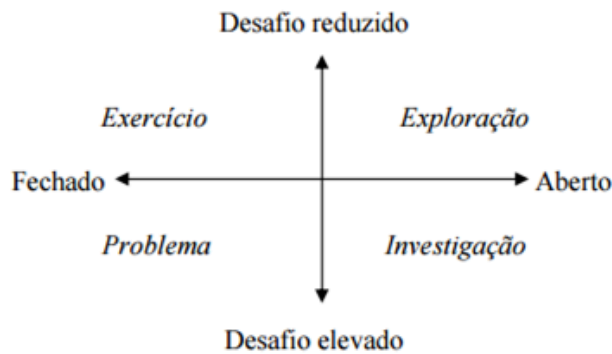 Desafio reduzido
Exercício Exploração
Fechado Aberto
Problema Investigação
Desafio elevado